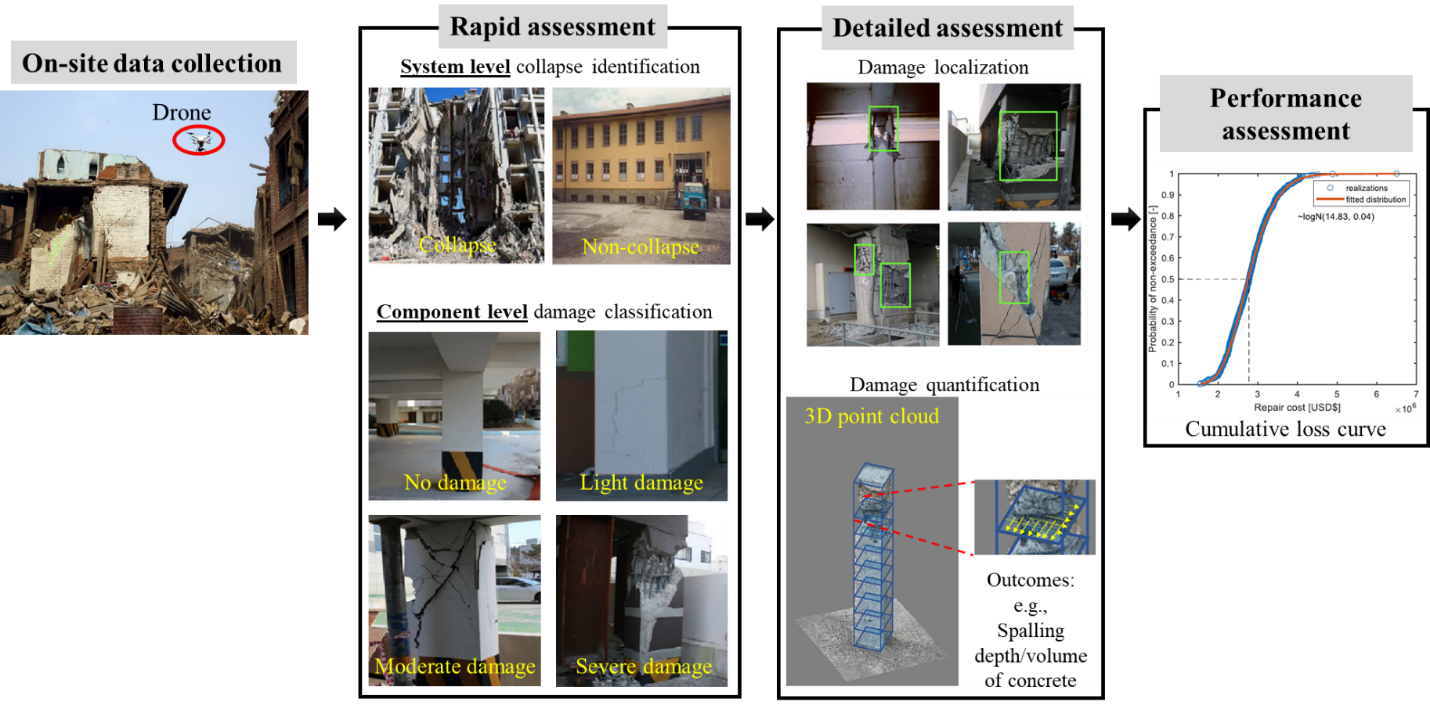 On-site data collection
Drone
Rapid assessment
System level collapse identification
Collapse
Non-collapse
Component level damage classification
No damage
Light damage
Moderate damage
Severe damage
Detailed assessment
Damage localization
Damage quantification
3D point cloud
Outcomes:
e.g.,
Spalling
depth/volume
of concrete
Performance
assessment
Probability of non-exceedance [-]
1
0.9
0.8
0.7
0.6
0.5
0.4
0.3
0.2
0.1
0
realizations
fitted distribution
~logN(14.83, 0.04)
1 2 3 4 5 6 7
Repair cost [USD$]
×10⁶
Cumulative loss curve